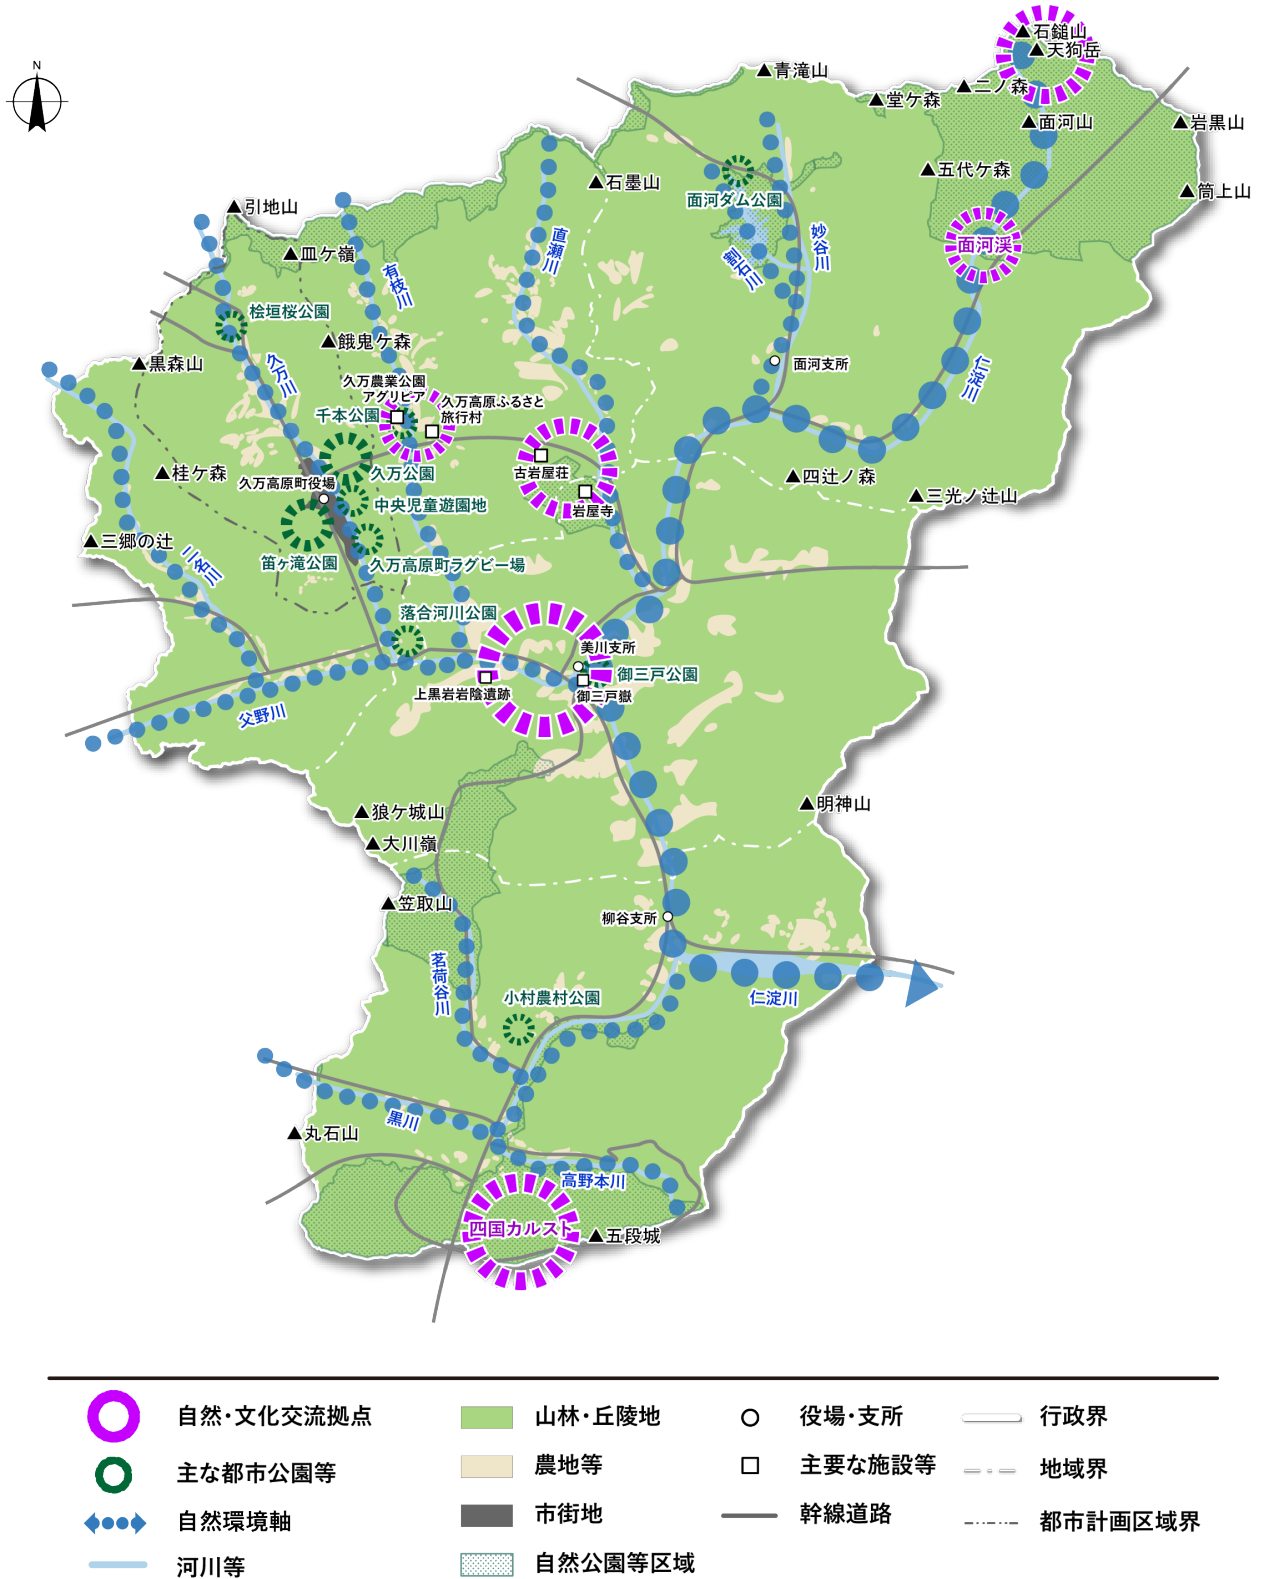 N
▲石鎚山
▲天狗岳
▲青滝山
▲二ノ森
▲堂ケ森
▲面河山
▲岩黒山
▲五代ケ森
▲石墨山
▲筒上山
面河ダム公園
▲引地山
妙谷川
直瀬川
面河渓
▲皿ケ嶺
割石川
有枝川
桧垣桜公園
▲餓鬼ケ森
▲黒森山
面河支所
久万川
仁淀川
久万農業公園
アグリピア
久万高原ふるさと
旅行村
千本公園
古岩屋荘
▲桂ケ森
久万公園
▲四辻ノ森
久万高原町役場
▲三光ノ辻山
中央児童遊園地
岩屋寺
▲三郷の辻
笛ヶ滝公園
久万高原町ラグビー場
二名川
落合河川公園
美川支所
御三戸公園
上黒岩岩陰遺跡
御三戸嶽
父野川
▲明神山
▲狼ケ城山
▲大川嶺
▲笠取山
柳谷支所
茗荷谷川
小村農村公園
仁淀川
黒川
▲丸石山
高野本川
四国カルスト
▲五段城
自然・文化交流拠点
山林・丘陵地
役場・支所
行政界
主な都市公園等
農地等
主要な施設等
地域界
自然環境軸
市街地
幹線道路
都市計画区域界
河川等
自然公園等区域